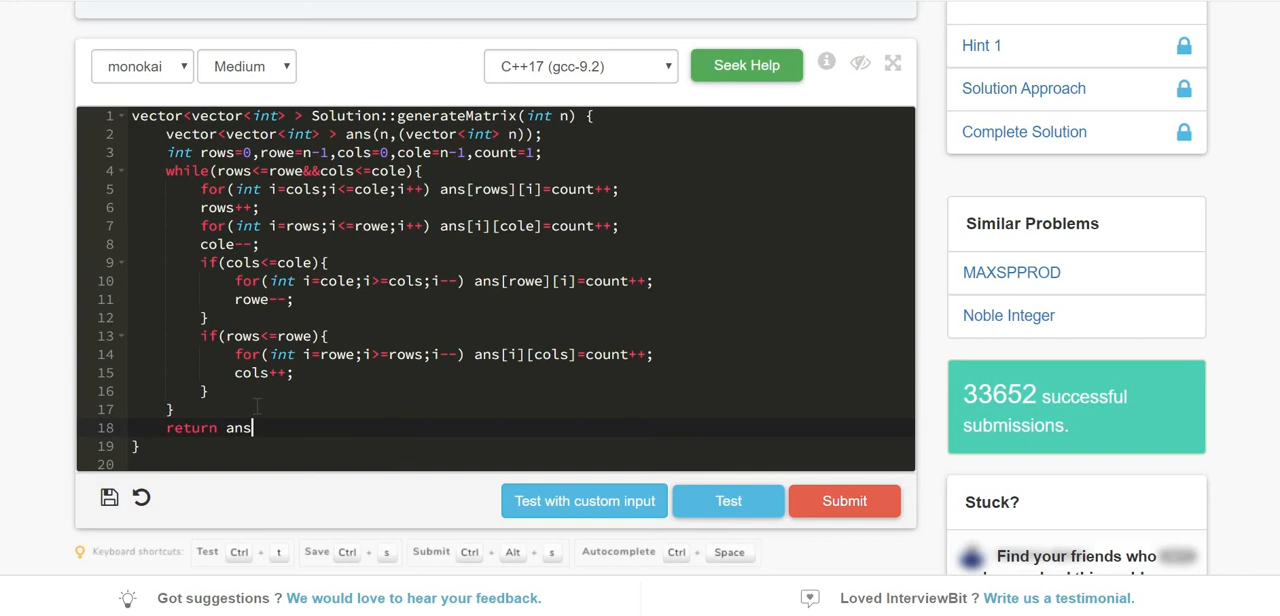 Hint 1
Solution Approach
Complete Solution
monokai Medium C++17 (gcc-9.2) Seek Help
1 vector<vector<int> > Solution::generateMatrix(int n) {
2 vector<vector<int> > ans(n,(vector<int> n));
3 int rows=0,rowe=n-1,cols=0,cole=n-1,count=1;
4 while(rows<=rowe&&cols<=cole){
5 for(int i=cols;i<=cole;i++) ans[rows][i]=count++;
6 rows++;
7 for(int i=rows;i<=rowe;i++) ans[i][cole]=count++;
8 cole--;
9 if(cols<=cole){
10 for(int i=cole;i>=cols;i--) ans[rowe][i]=count++;
11 rowe--;
12 }
13 if(rows<=rowe){
14 for(int i=rowe;i>=rows;i--) ans[i][cols]=count++;
15 cols++;
16 }
17 }
18 return ans
19 }
20
Similar Problems
MAXSPPROD
Noble Integer
33652 successful
submissions.
Test with custom input Test Submit
Stuck?
Keyboard shortcuts: Test Ctrl + t Save Ctrl + s Submit Ctrl + Alt + s Autocomplete Ctrl + Space
Find your friends who
Got suggestions ? We would love to hear your feedback.
Loved InterviewBit ? Write us a testimonial.